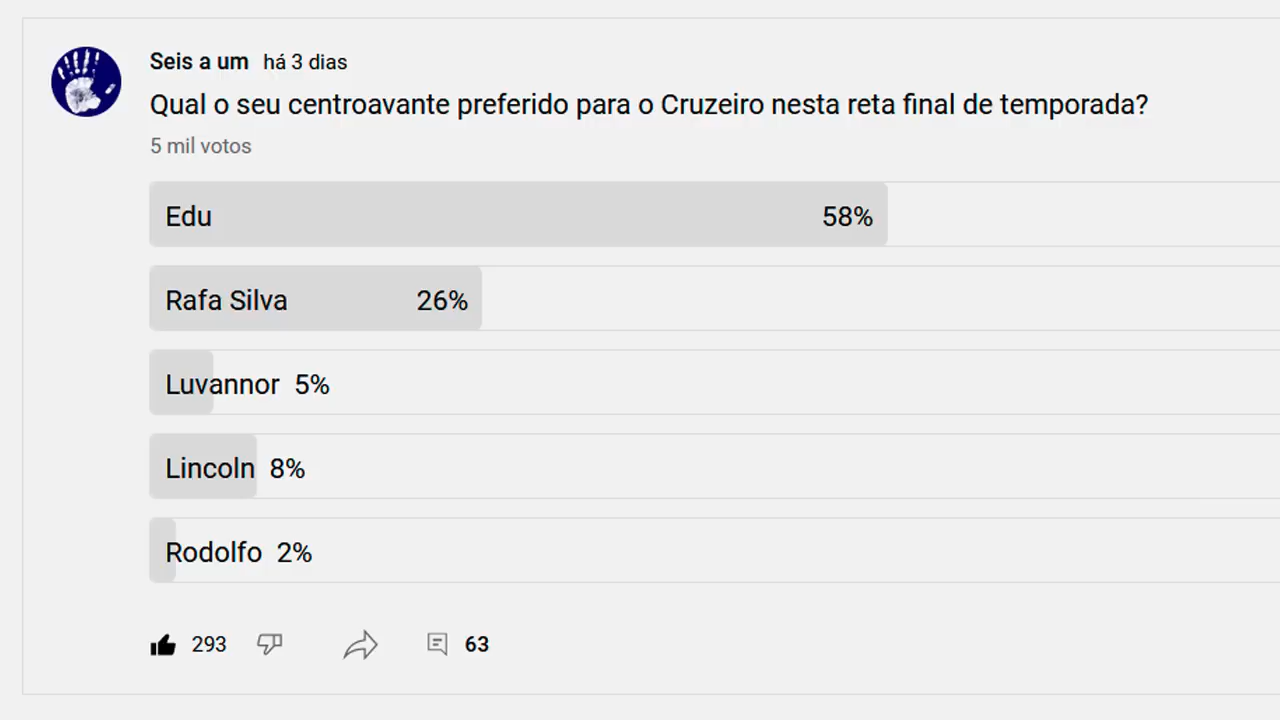 Seis a um há 3 dias
Qual o seu centroavante preferido para o Cruzeiro nesta reta final de temporada?
5 mil votos
Edu 58%
Rafa Silva 26%
Luvannor 5%
Lincoln 8%
Rodolfo 2%
293 63